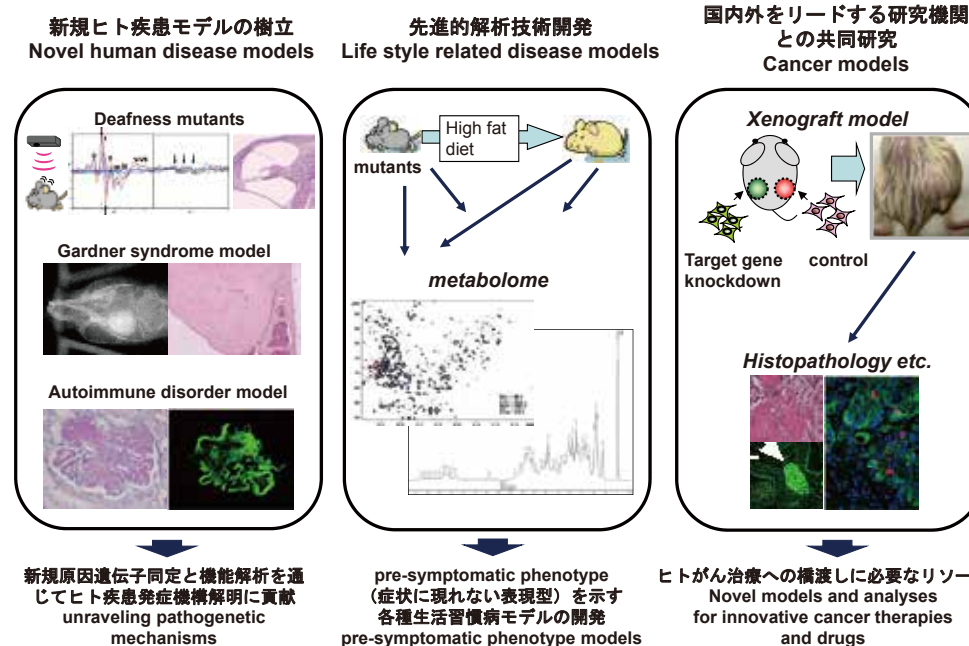 新規ヒト疾患モデルの樹立
Novel human disease models
Deafness mutants
Gardner syndrome model
Autoimmune disorder model
新規原因遺伝子同定と機能解析を通
じてヒト疾患発症機構解明に貢献
unraveling pathogenetic
mechanisms
先進的解析技術開発
Life style related disease models
High fat
diet
mutants
metabolome
pre-symptomatic phenotype
（症状に現れない表現型）を示す
各種生活習慣病モデルの開発
pre-symptomatic phenotype models
国内外をリードする研究機関
との共同研究
Cancer models
Xenograft model
Target gene
knockdown
control
Histopathology etc.
ヒトがん治療への橋渡しに必要なリソー
Novel models and analyses
for innovative cancer therapies
and drugs